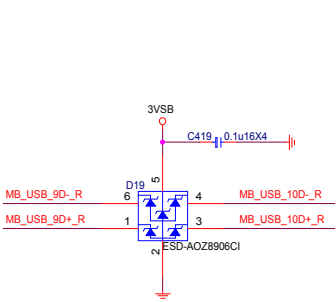 3VSB
C419 0.1u16X4
5
D19
MB_USB_9D-_R 6 4 MB_USB_10D-_R
MB_USB_9D+_R 1 3 MB_USB_10D+_R
ESD-AOZ8906CI
2